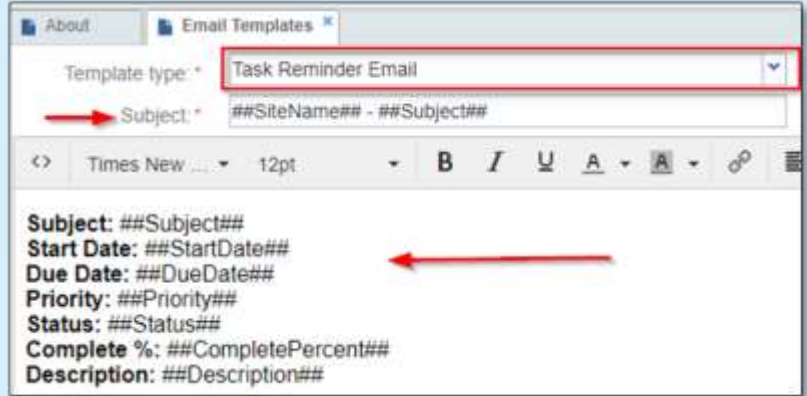 About Email Templates ×
Template type: * Task Reminder Email
Subject: * ##SiteName## - ##Subject##
<> Times New ... 12pt B I U A A
Subject: ##Subject##
Start Date: ##StartDate##
Due Date: ##DueDate##
Priority: ##Priority##
Status: ##Status##
Complete %: ##CompletePercent##
Description: ##Description##